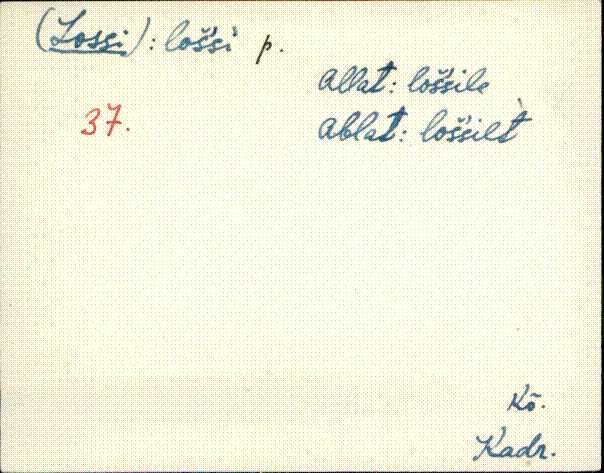 (Lossi): lošši p.
Allat: loššile
37.
Ablat: loššilt
Kõ.
Kadr.